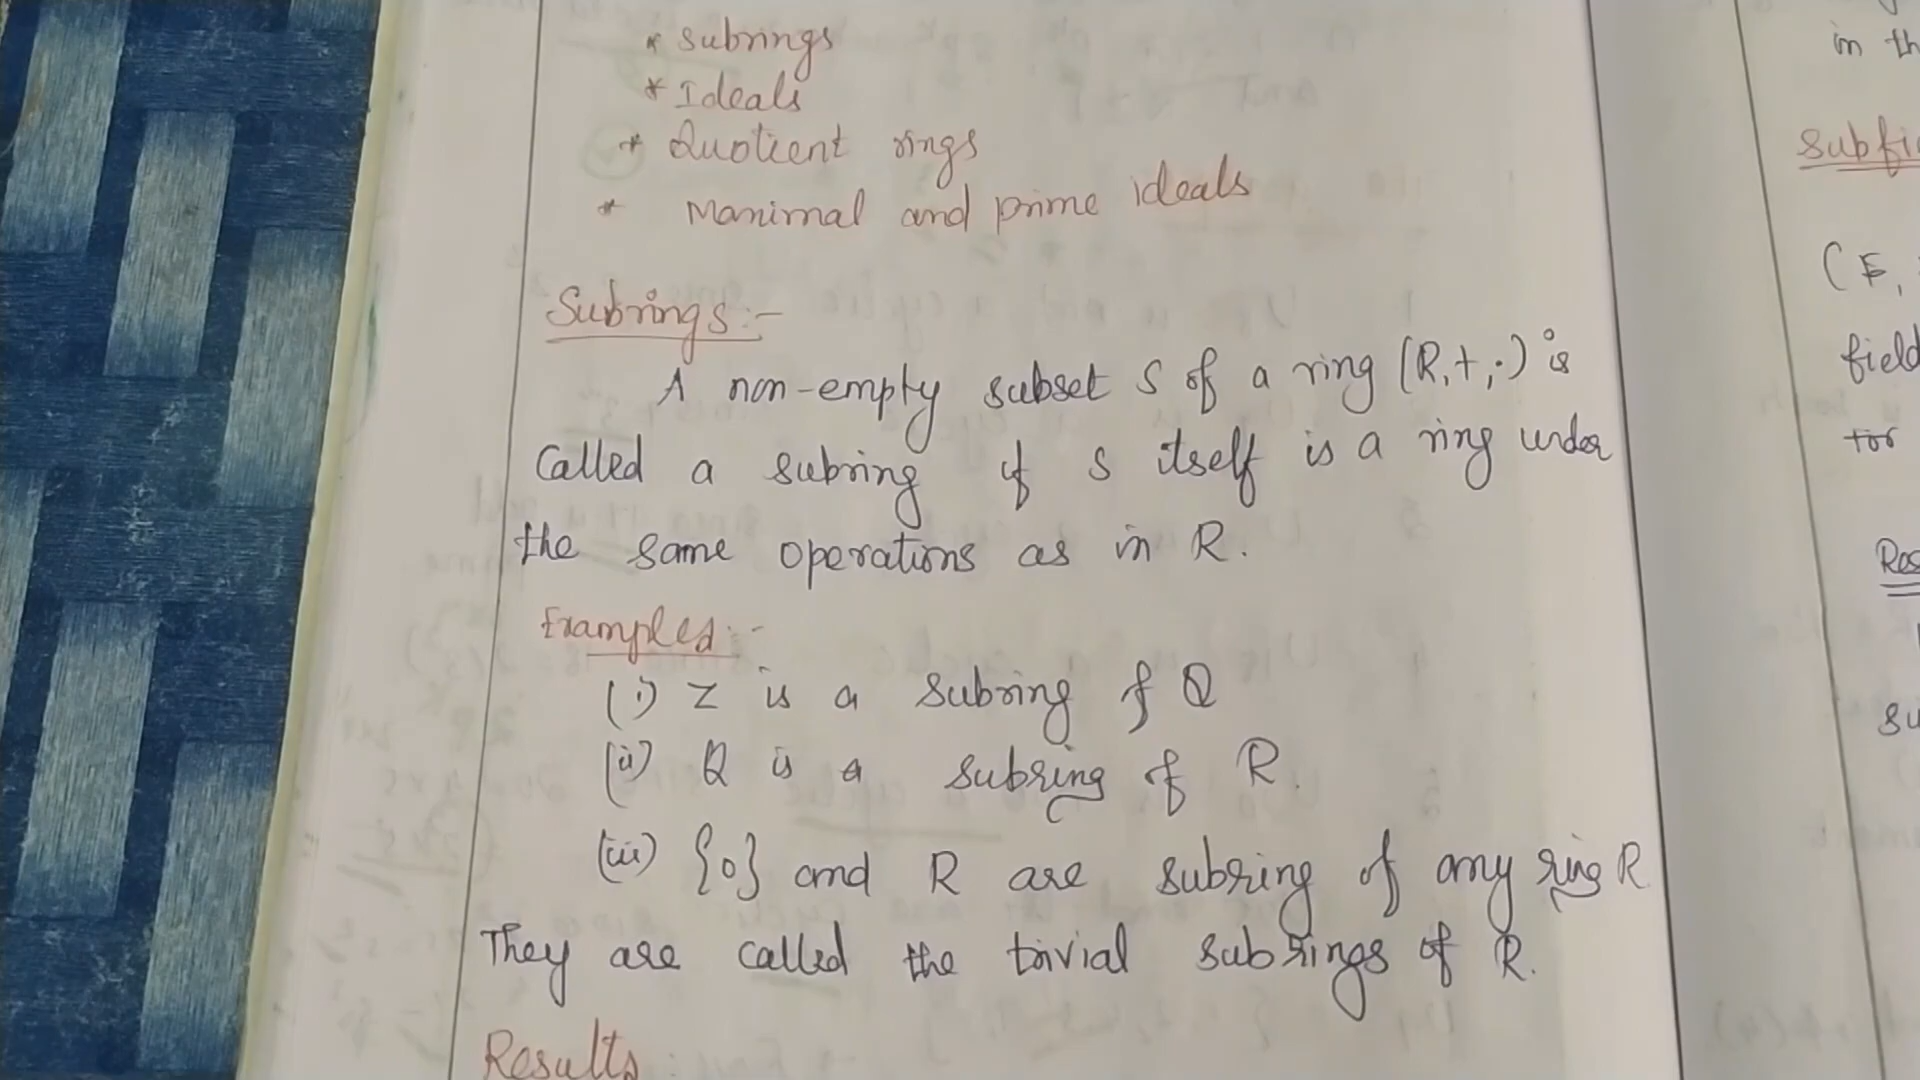 * Subrings
* Ideals
* Quotient rings
* Maximal and prime ideals
Subrings:-
A non-empty subset S of a ring (R,+,·) is
called a subring if S itself is a ring under
the same operations as in R.
Examples:-
(i) Z is a subring of Q
(ii) Q is a subring of R.
(iii) {0} and R are subring of any ring R
They are called the trivial subrings of R.
Results:
in th
Subfi
(F,
field
for
Res
su